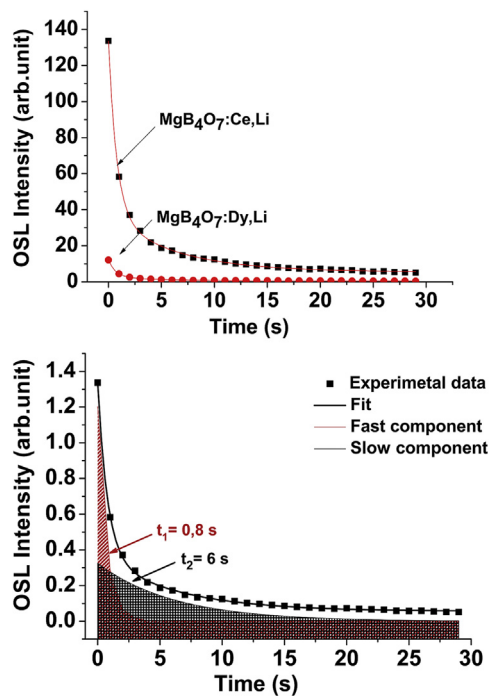 140
120
100
80
60
40
20
0
OSL Intensity (arb.unit)
MgB4O7:Ce,Li
MgB4O7:Dy,Li
0 5 10 15 20 25 30
Time (s)
1.4
1.2
1.0
0.8
0.6
0.4
0.2
0.0
OSL Intensity (arb.unit)
Experimetal data
Fit
Fast component
Slow component
t1= 0,8 s
t2= 6 s
0 5 10 15 20 25 30
Time (s)